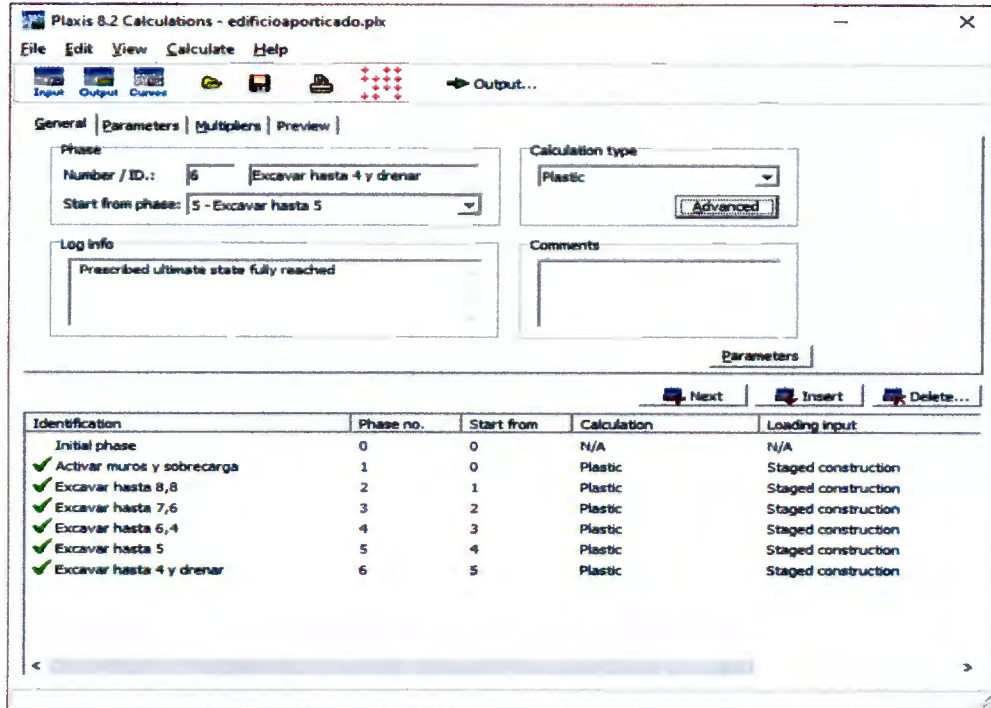 Plaxis 8.2 Calculations - edificioaporticado.plx
File Edit View Calculate Help
Input Output Curves Output...
General Parameters Multipliers Preview
Phase
Number / ID.: 6 Excavar hasta 4 y drenar
Start from phase: 5 - Excavar hasta 5
Calculation type
Plastic
Advanced
Log info
Prescribed ultimate state fully reached
Comments
Parameters
Next Insert Delete...
Identification Phase no. Start from Calculation Loading input
Initial phase 0 0 N/A N/A
Activar muros y sobrecarga 1 0 Plastic Staged construction
Excavar hasta 8,8 2 1 Plastic Staged construction
Excavar hasta 7,6 3 2 Plastic Staged construction
Excavar hasta 6,4 4 3 Plastic Staged construction
Excavar hasta 5 5 4 Plastic Staged construction
Excavar hasta 4 y drenar 6 5 Plastic Staged construction